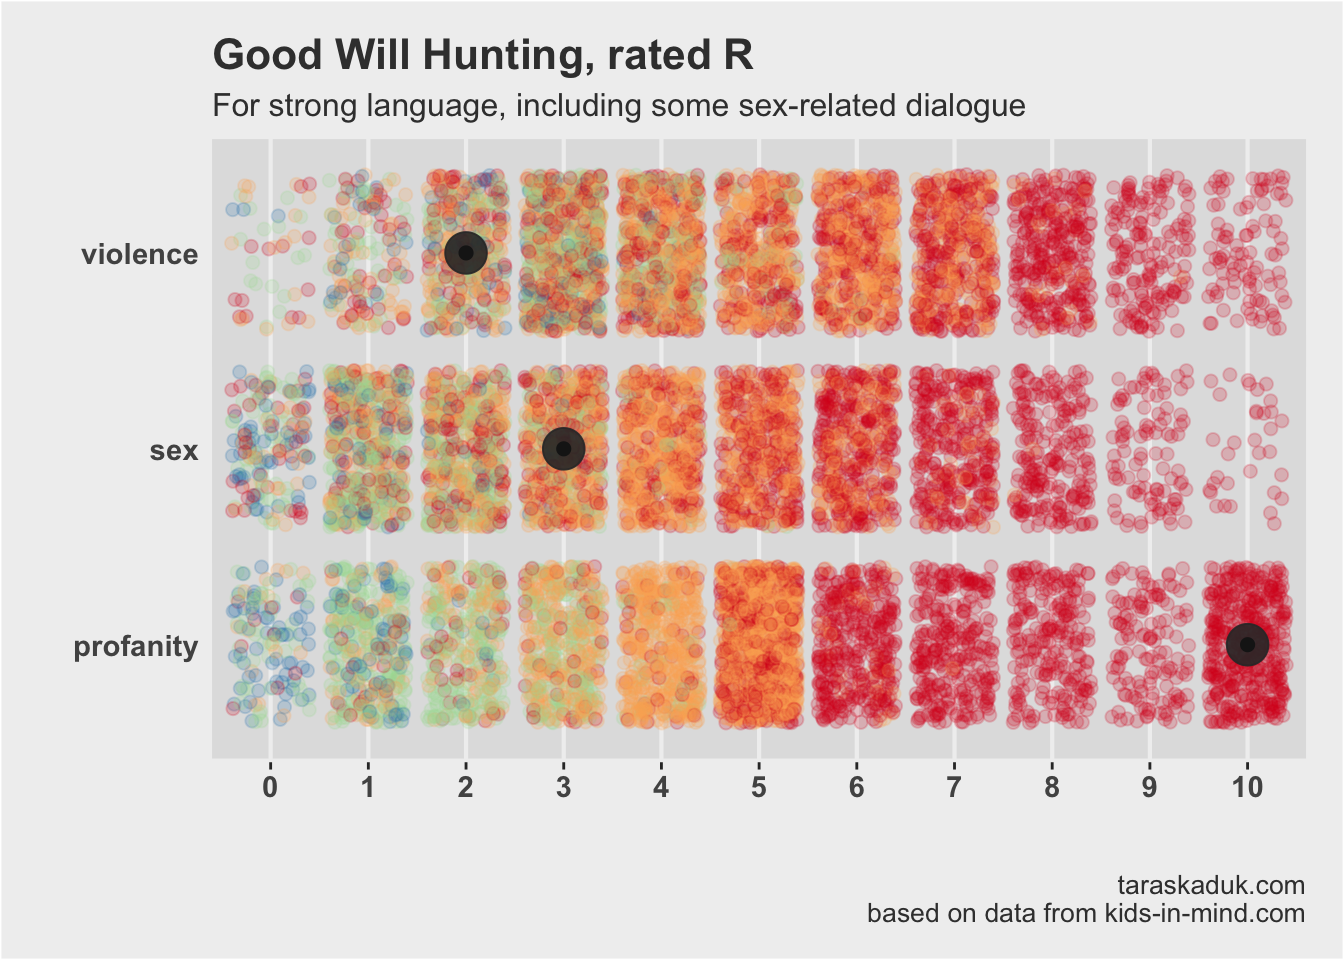 Good Will Hunting, rated R
For strong language, including some sex-related dialogue
violence
sex
profanity
0 1 2 3 4 5 6 7 8 9 10
taraskaduk.com
based on data from kids-in-mind.com